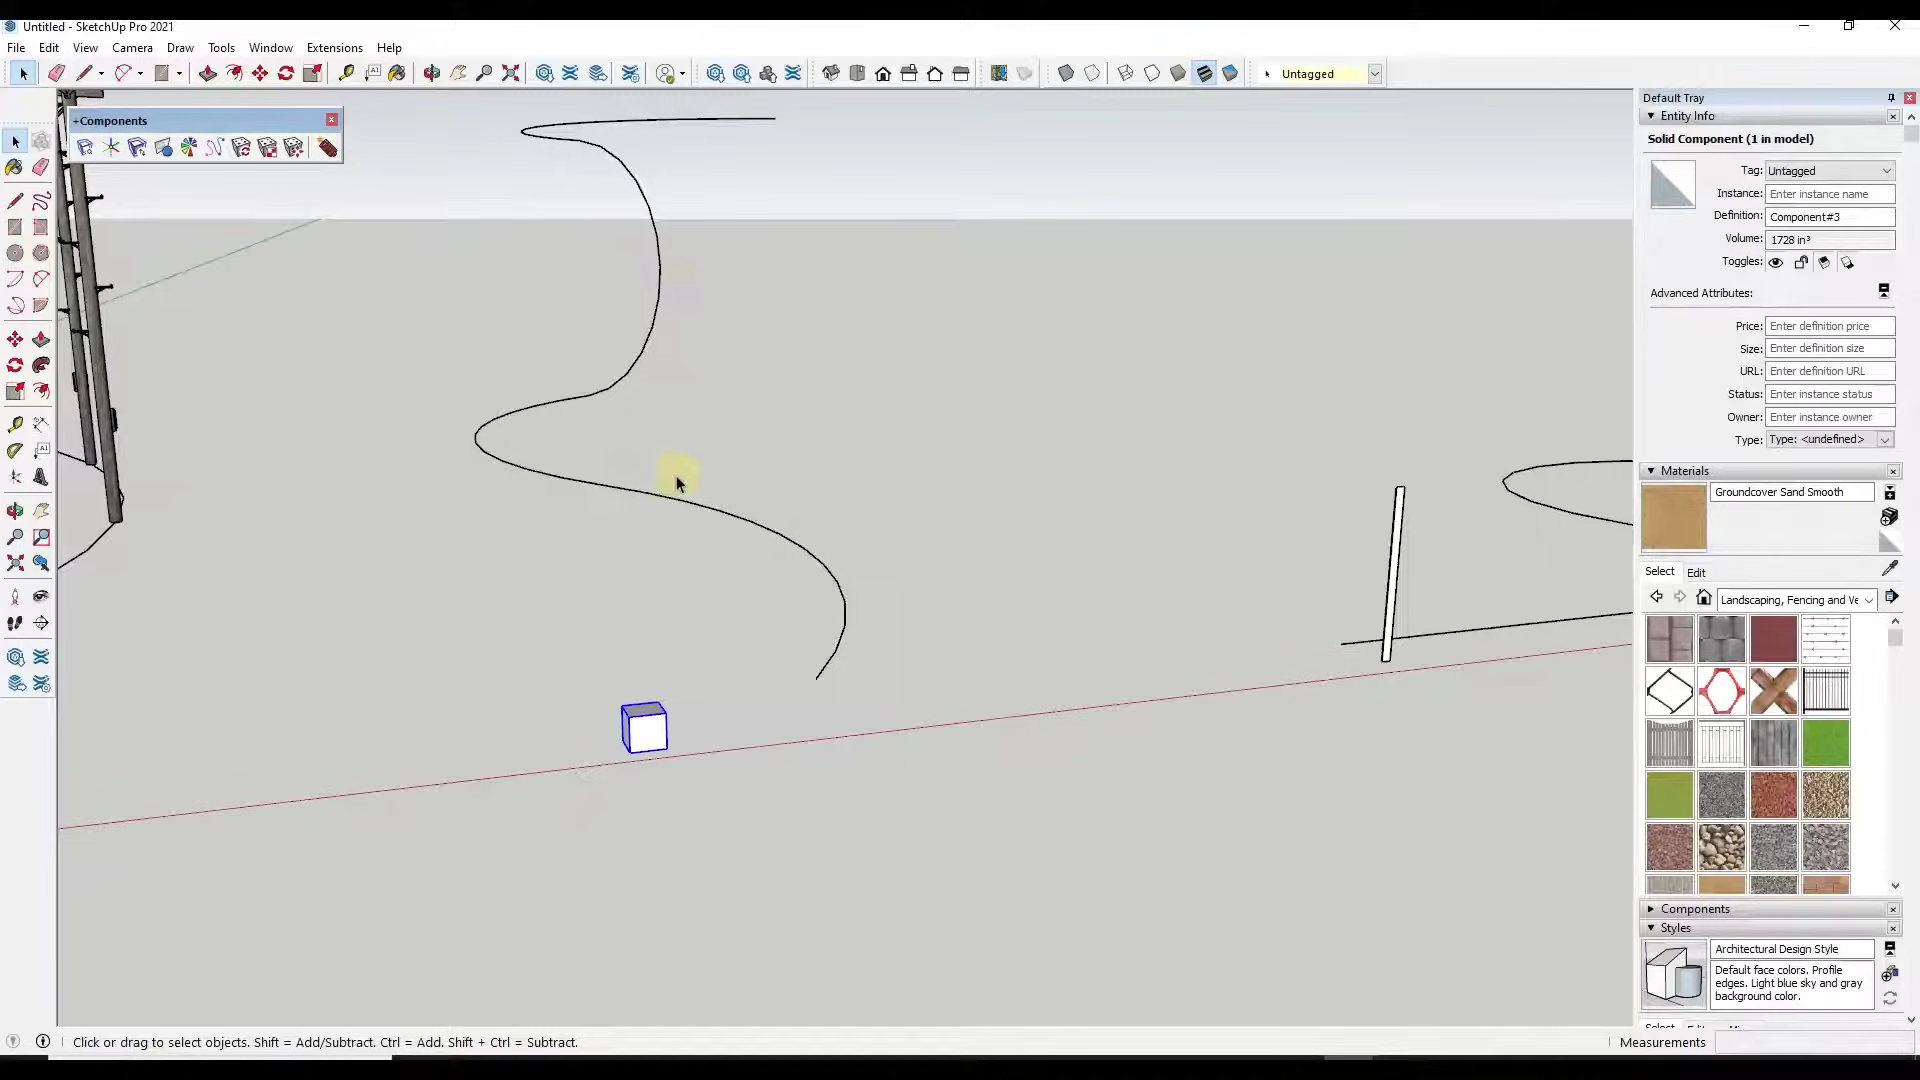 Untitled - SketchUp Pro 2021
File Edit View Camera Draw Tools Window Extensions Help
Untagged
+Components
Default Tray
Entity Info
Solid Component (1 in model)
Tag: Untagged
Instance: Enter instance name
Definition: Component#3
Volume: 1728 in³
Toggles:
Advanced Attributes:
Price: Enter definition price
Size: Enter definition size
URL: Enter definition URL
Status: Enter instance status
Owner: Enter instance owner
Type: Type: <undefined>
Materials
Groundcover Sand Smooth
Select Edit
Landscaping, Fencing and Ve
Components
Styles
Architectural Design Style
Default face colors. Profile
edges. Light blue sky and gray
background color.
Click or drag to select objects. Shift = Add/Subtract. Ctrl = Add. Shift + Ctrl = Subtract.
Measurements